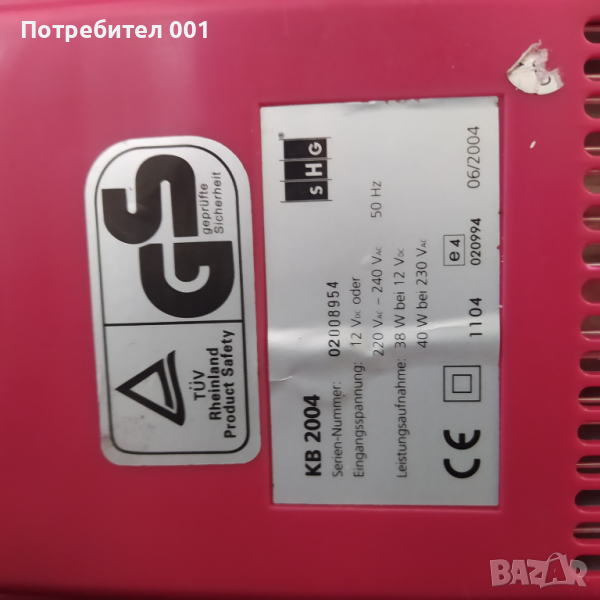 Потребител 001
GS
geprüfte
Sicherheit
TÜV
Rheinland
Product Safety
SHG®
KB 2004
Serien-Nummer: 02008954
Eingangsspannung: 12 VDC oder
220 VAC – 240 VAC 50 Hz
Leistungsaufnahme: 38 W bei 12 VDC
40 W bei 230 VAC
CE 1104 e4
020994 06/2004
BAZAR